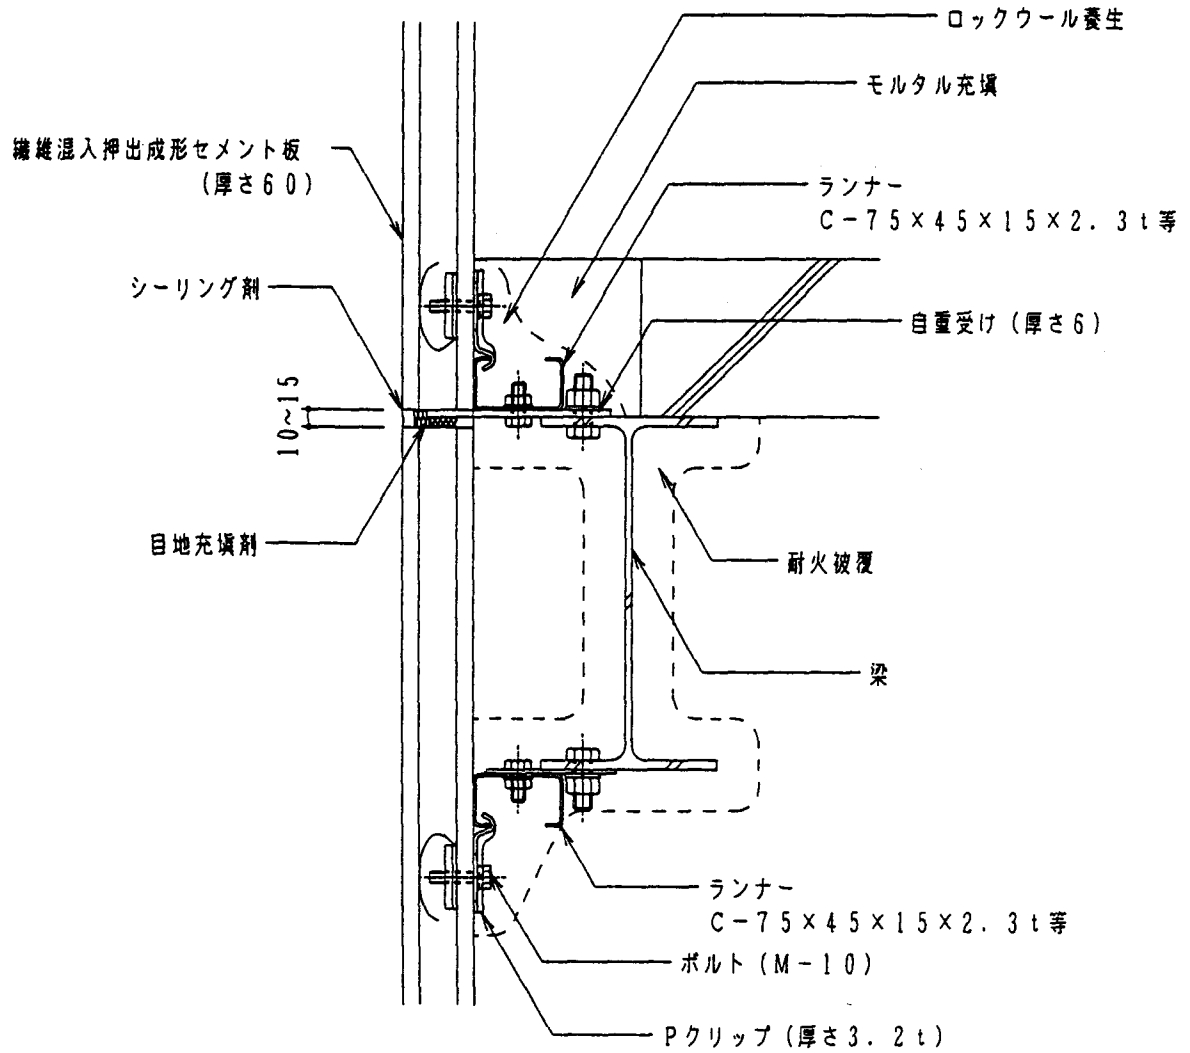 ロックウール養生
モルタル充塡
繊維混入押出成形セメント板
(厚さ60)
ランナー
C-75×45×15×2.3t等
シーリング剤
自重受け(厚さ6)
10~15
目地充塡剤
耐火被覆
梁
ランナー
C-75×45×15×2.3t等
ボルト(M-10)
Pクリップ(厚さ3.2t)